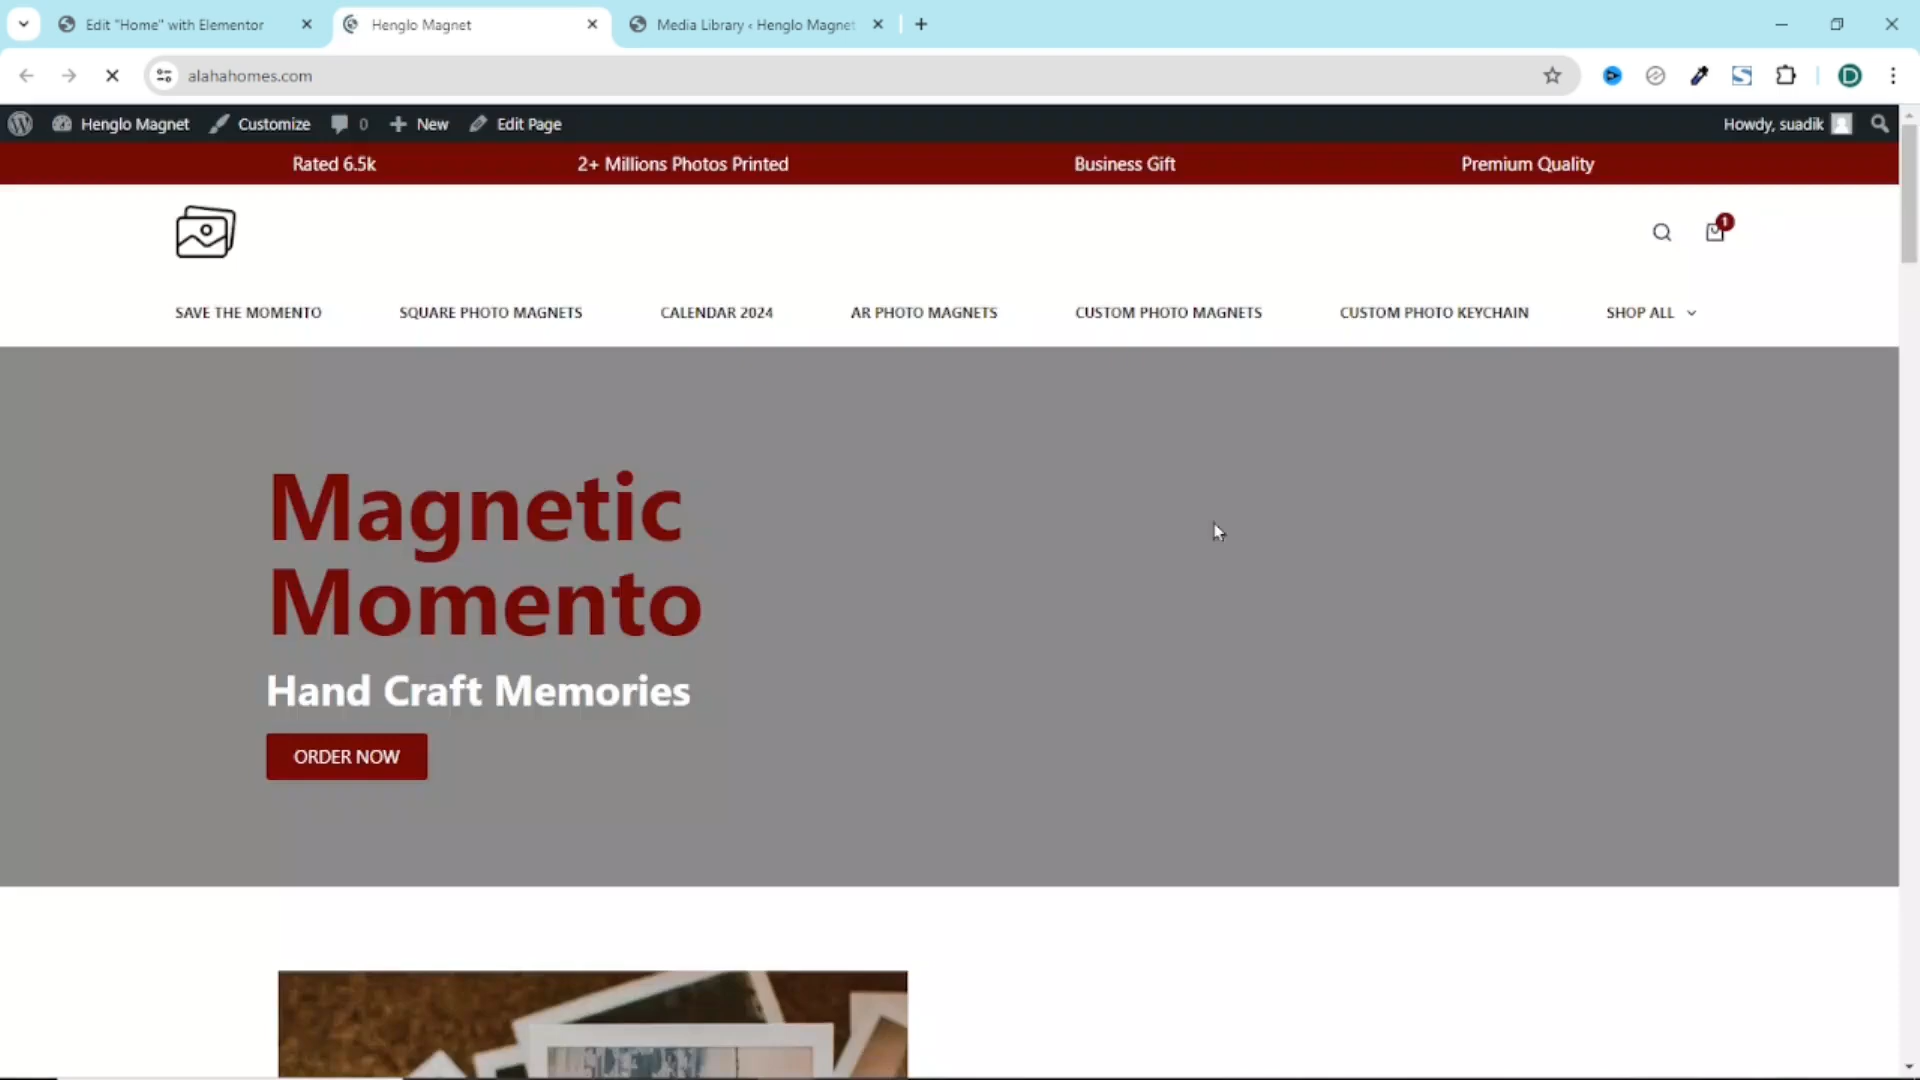 Edit "Home" with Elementor
Henglo Magnet
Media Library ‹ Henglo Magnet
alahahomes.com
D
Henglo Magnet
Customize
0
New
Edit Page
Howdy, suadik
Rated 6.5k
2+ Millions Photos Printed
Business Gift
Premium Quality
1
SAVE THE MOMENTO
SQUARE PHOTO MAGNETS
CALENDAR 2024
AR PHOTO MAGNETS
CUSTOM PHOTO MAGNETS
CUSTOM PHOTO KEYCHAIN
SHOP ALL
Magnetic
Momento
Hand Craft Memories
ORDER NOW